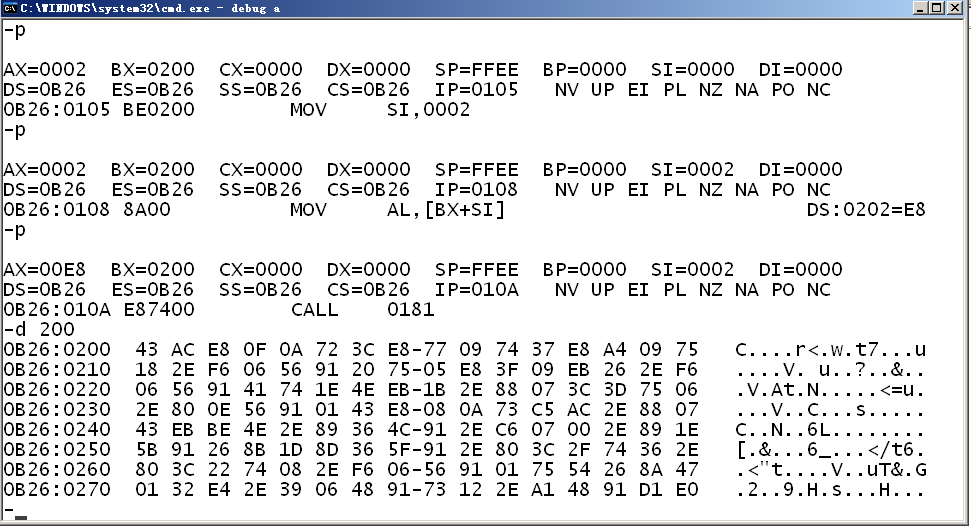 C:\WINDOWS\system32\cmd.exe - debug a
-p
AX=0002 BX=0200 CX=0000 DX=0000 SP=FFEE BP=0000 SI=0000 DI=0000
DS=0B26 ES=0B26 SS=0B26 CS=0B26 IP=0105 NV UP EI PL NZ NA PO NC
0B26:0105 BE0200 MOV SI,0002
-p
AX=0002 BX=0200 CX=0000 DX=0000 SP=FFEE BP=0000 SI=0002 DI=0000
DS=0B26 ES=0B26 SS=0B26 CS=0B26 IP=0108 NV UP EI PL NZ NA PO NC
0B26:0108 8A00 MOV AL,[BX+SI] DS:0202=E8
-p
AX=00E8 BX=0200 CX=0000 DX=0000 SP=FFEE BP=0000 SI=0002 DI=0000
DS=0B26 ES=0B26 SS=0B26 CS=0B26 IP=010A NV UP EI PL NZ NA PO NC
0B26:010A E87400 CALL 0181
-d 200
0B26:0200 43 AC E8 0F 0A 72 3C E8-77 09 74 37 E8 A4 09 75 C....r<.w.t7...u
0B26:0210 18 2E F6 06 56 91 20 75-05 E8 3F 09 EB 26 2E F6 ....V. u..?..&..
0B26:0220 06 56 91 41 74 1E 4E EB-1B 2E 88 07 3C 3D 75 06 .V.At.N.....<=u.
0B26:0230 2E 80 0E 56 91 01 43 E8-08 0A 73 C5 AC 2E 88 07 ...V..C...s.....
0B26:0240 43 EB BE 4E 2E 89 36 4C-91 2E C6 07 00 2E 89 1E C..N..6L........
0B26:0250 5B 91 26 8B 1D 8D 36 5F-91 2E 80 3C 2F 74 36 2E [.&...6_...</t6.
0B26:0260 80 3C 22 74 08 2E F6 06-56 91 01 75 54 26 8A 47 .<"t....V..uT&.G
0B26:0270 01 32 E4 2E 39 06 48 91-73 12 2E A1 48 91 D1 E0 .2..9.H.s...H...
-